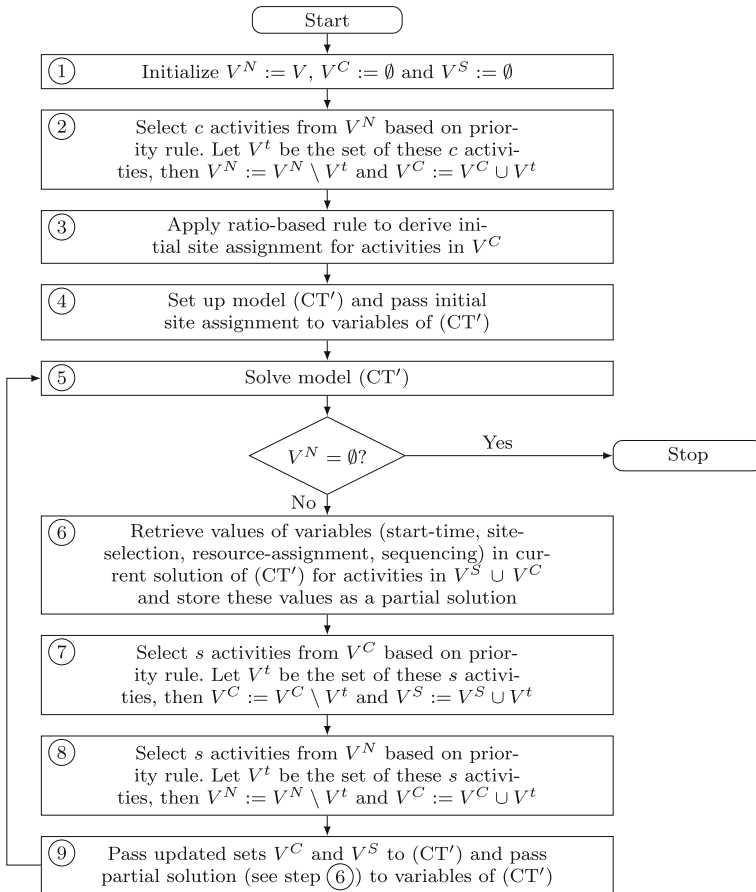 Start
① Initialize V^N := V, V^C := ∅ and V^S := ∅
② Select c activities from V^N based on prior-
ity rule. Let V^t be the set of these c activi-
ties, then V^N := V^N \ V^t and V^C := V^C ∪ V^t
③ Apply ratio-based rule to derive ini-
tial site assignment for activities in V^C
④ Set up model (CT′) and pass initial
site assignment to variables of (CT′)
⑤ Solve model (CT′)
V^N = ∅?
Yes
Stop
No
⑥ Retrieve values of variables (start-time, site-
selection, resource-assignment, sequencing) in cur-
rent solution of (CT′) for activities in V^S ∪ V^C
and store these values as a partial solution
⑦ Select s activities from V^C based on prior-
ity rule. Let V^t be the set of these s activi-
ties, then V^C := V^C \ V^t and V^S := V^S ∪ V^t
⑧ Select s activities from V^N based on prior-
ity rule. Let V^t be the set of these s activi-
ties, then V^N := V^N \ V^t and V^C := V^C ∪ V^t
⑨ Pass updated sets V^C and V^S to (CT′) and pass
partial solution (see step ⑥) to variables of (CT′)